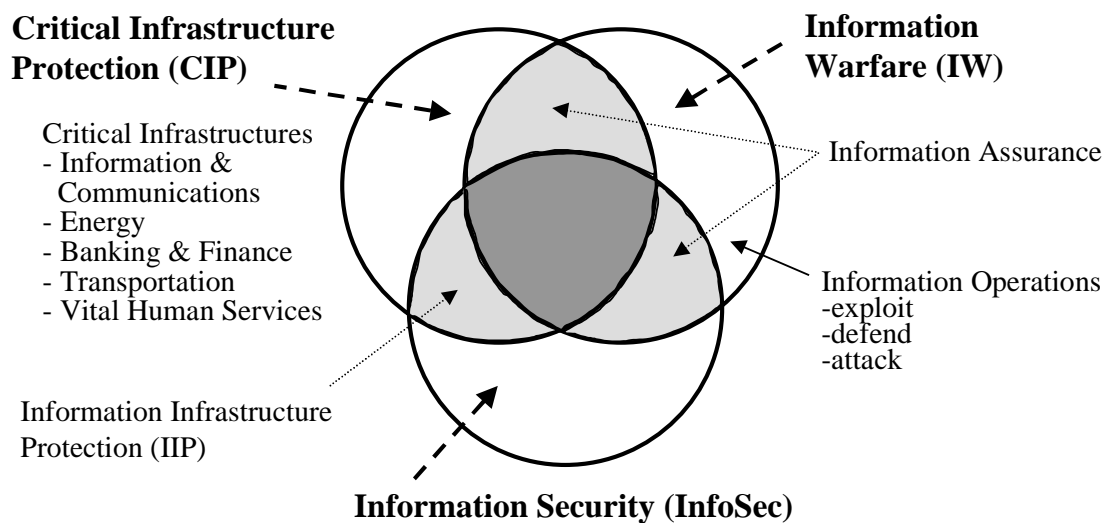 Critical Infrastructure
Protection (CIP)
Information
Warfare (IW)
Critical Infrastructures
- Information &
Communications
- Energy
- Banking & Finance
- Transportation
- Vital Human Services
Information Assurance
Information Operations
-exploit
-defend
-attack
Information Infrastructure
Protection (IIP)
Information Security (InfoSec)